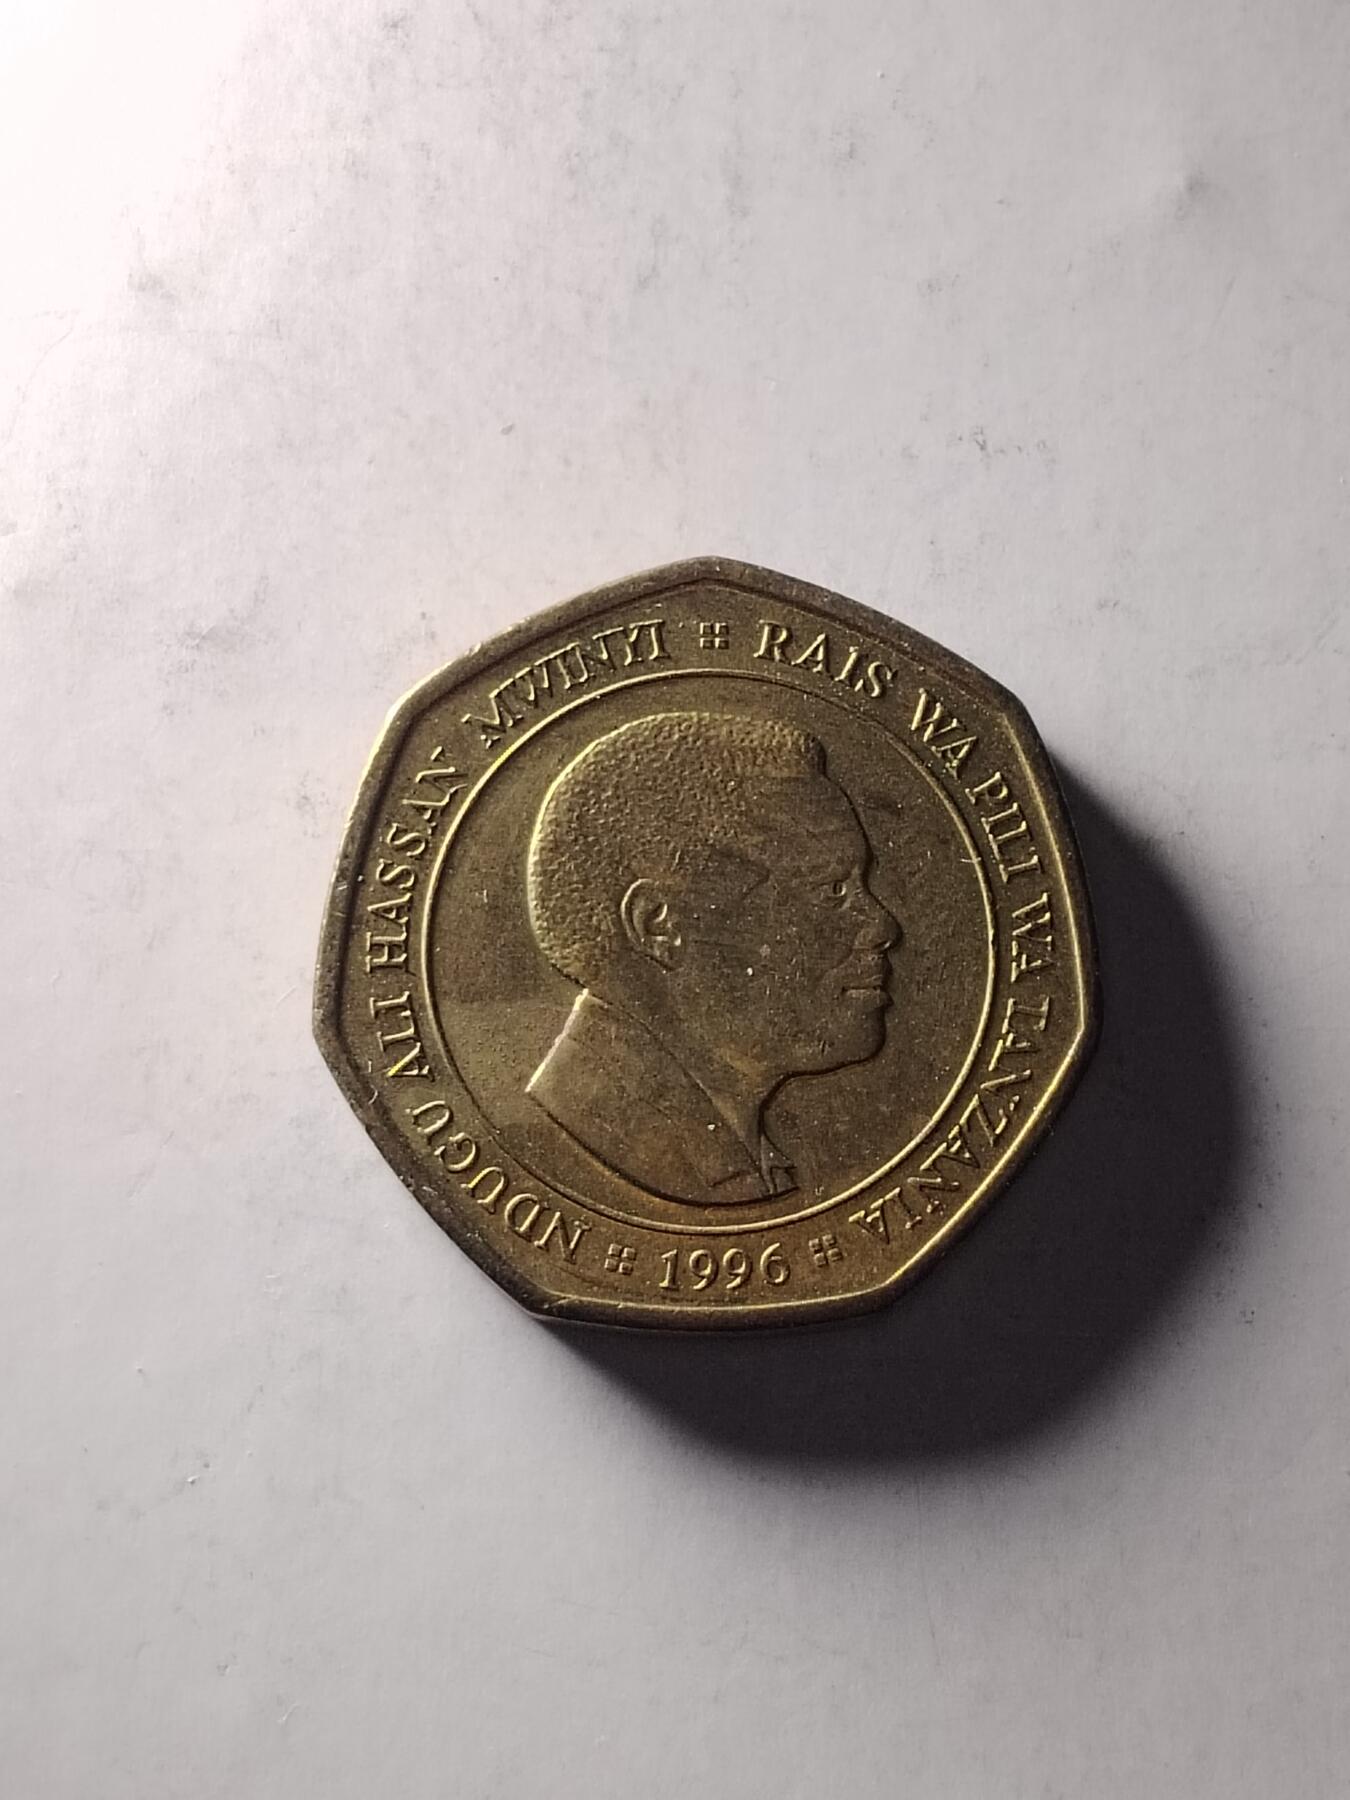 NDUGU ALI HASSAN MWINYI RAIS WA PILI WA TANZANIA
1996